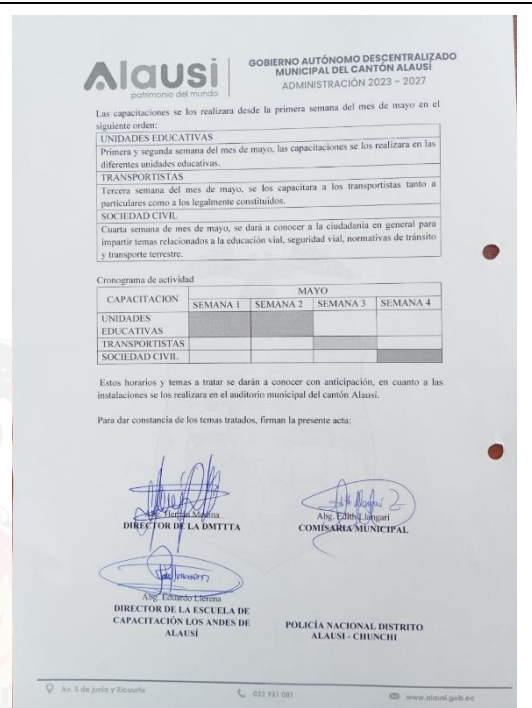 Alausí
patrimonio del mundo
GOBIERNO AUTÓNOMO DESCENTRALIZADO
MUNICIPAL DEL CANTÓN ALAUSÍ
ADMINISTRACIÓN 2023 - 2027
Las capacitaciones se los realizara desde la primera semana del mes de mayo en el
siguiente orden:
UNIDADES EDUCATIVAS
Primera y segunda semana del mes de mayo, las capacitaciones se los realizara en las
diferentes unidades educativas.
TRANSPORTISTAS
Tercera semana del mes de mayo, se los capacitara a los transportistas tanto a
particulares como a los legalmente constituidos.
SOCIEDAD CIVIL
Cuarta semana de mes de mayo, se dará a conocer a la ciudadanía en general para
impartir temas relacionados a la educación vial, seguridad vial, normativas de tránsito
y transporte terrestre.
Cronograma de actividad
CAPACITACION MAYO
SEMANA 1 SEMANA 2 SEMANA 3 SEMANA 4
UNIDADES
EDUCATIVAS
TRANSPORTISTAS
SOCIEDAD CIVIL
Estos horarios y temas a tratar se darán a conocer con anticipación, en cuanto a las
instalaciones se los realizara en el auditorio municipal del cantón Alausí.
Para dar constancia de los temas tratados, firman la presente acta:
DIRECTOR DE LA DMTTTA
Abg. Edith Llangarí
COMISARIA MUNICIPAL
Abg. Eduardo Llerena
DIRECTOR DE LA ESCUELA DE
CAPACITACIÓN LOS ANDES DE
ALAUSÍ
POLICÍA NACIONAL DISTRITO
ALAUSI - CHUNCHI
Av. 5 de Junio y Ricaurte
032 931 081
www.alausi.gob.ec